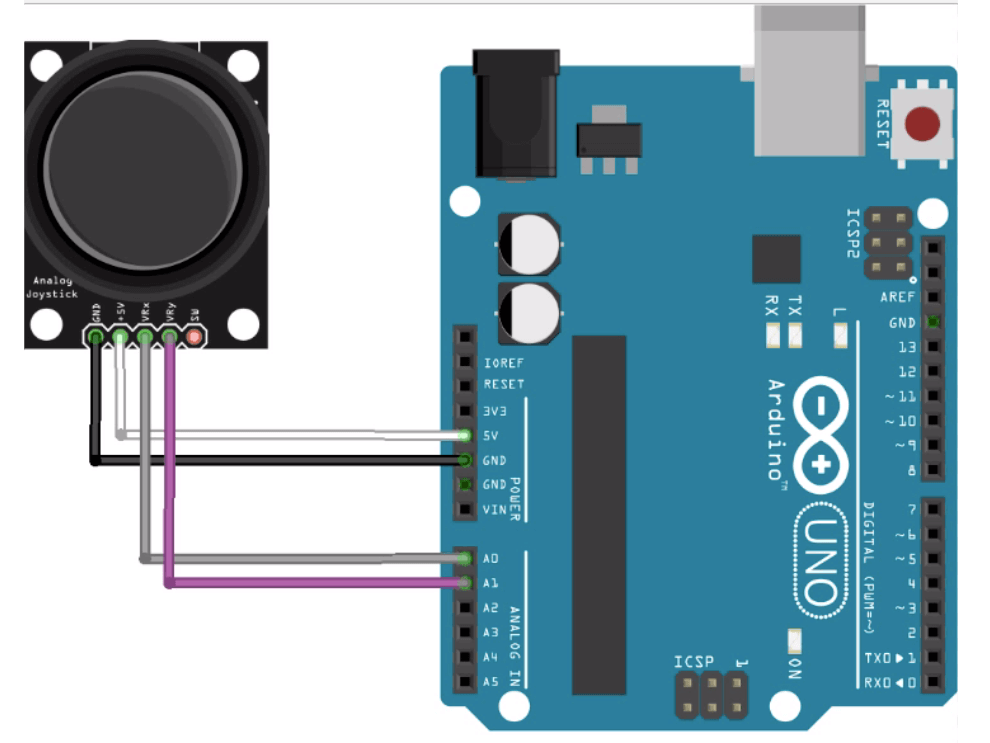 Analog
Joystick
GND
+5V
VRx
VRy
SW
IOREF
RESET
3V3
5V
GND
GND
VIN
POWER
A0
A1
A2
A3
A4
A5
ANALOG IN
RESET
ICSP2
AREF
GND
13
12
~11
~10
~9
8
7
~6
~5
4
~3
2
TX0▶1
RX0◀0
DIGITAL (PWM=~)
RX
TX
L
Arduino™
UNO
ON
ICSP
1